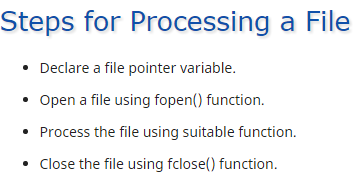 Steps for Processing a File
Declare a file pointer variable.
Open a file using fopen() function.
Process the file using suitable function.
Close the file using fclose() function.